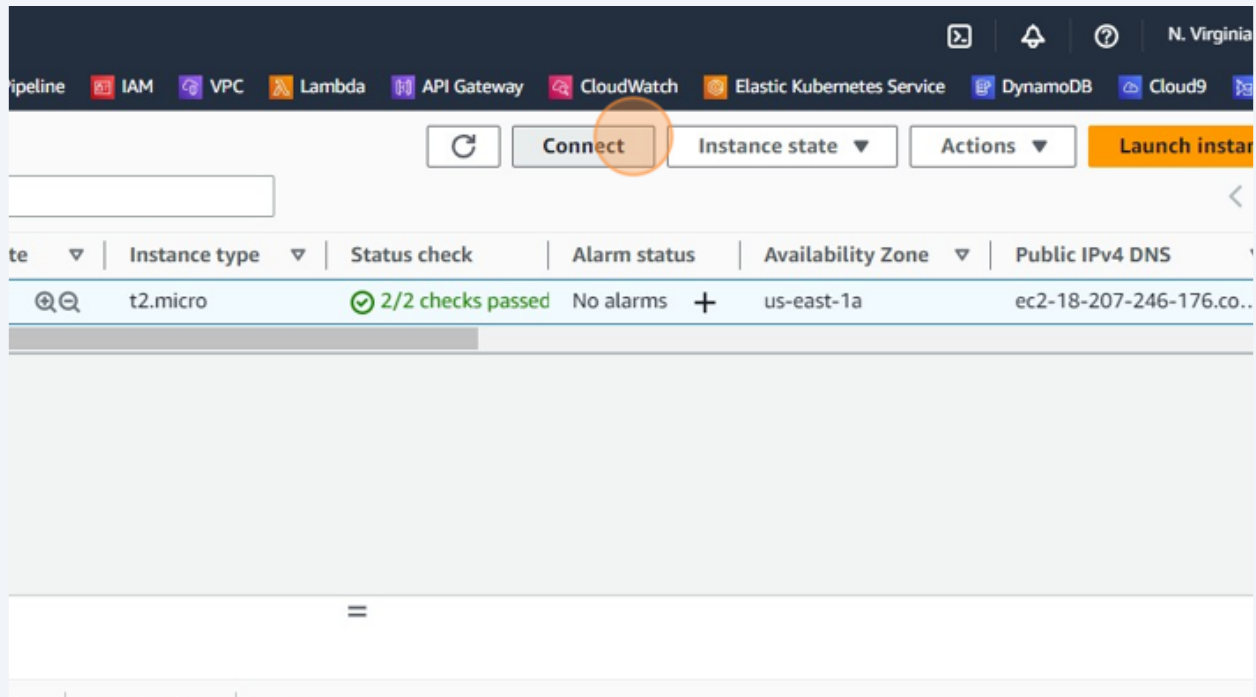 N. Virginia
ipeline IAM VPC Lambda API Gateway CloudWatch Elastic Kubernetes Service DynamoDB Cloud9
Connect Instance state Actions Launch instan
te Instance type Status check Alarm status Availability Zone Public IPv4 DNS
t2.micro 2/2 checks passed No alarms + us-east-1a ec2-18-207-246-176.co...